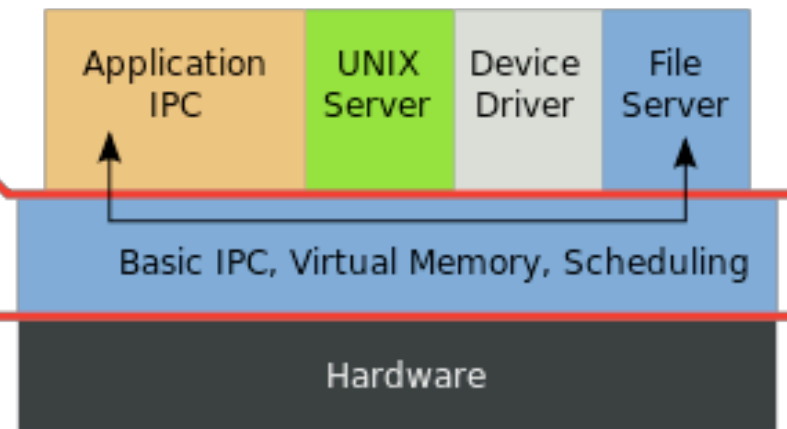 Application
IPC
UNIX
Server
Device
Driver
File
Server
Basic IPC, Virtual Memory, Scheduling
Hardware